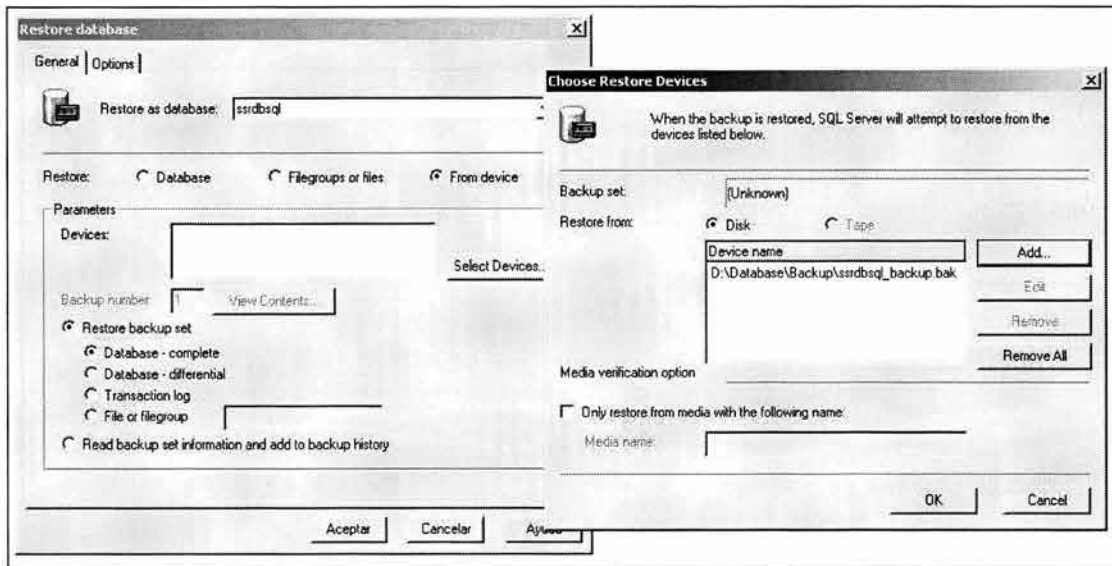 Restore database
General
Options
Restore as database:
ssrdbsql
Restore:
Database
Filegroups or files
From device
Parameters
Devices:
Select Devices..
Backup number:
1
View Contents...
Restore backup set
Database - complete
Database - differential
Transaction log
File or filegroup
Read backup set information and add to backup history
Aceptar
Cancelar
Choose Restore Devices
When the backup is restored, SQL Server will attempt to restore from the
devices listed below.
Backup set:
(Unknown)
Restore from:
Disk
Tape
Device name
D:\Database\Backup\ssrdbsql_backup.bak
Add...
Edit
Remove
Remove All
Media verification option
Only restore from media with the following name:
Media name:
OK
Cancel